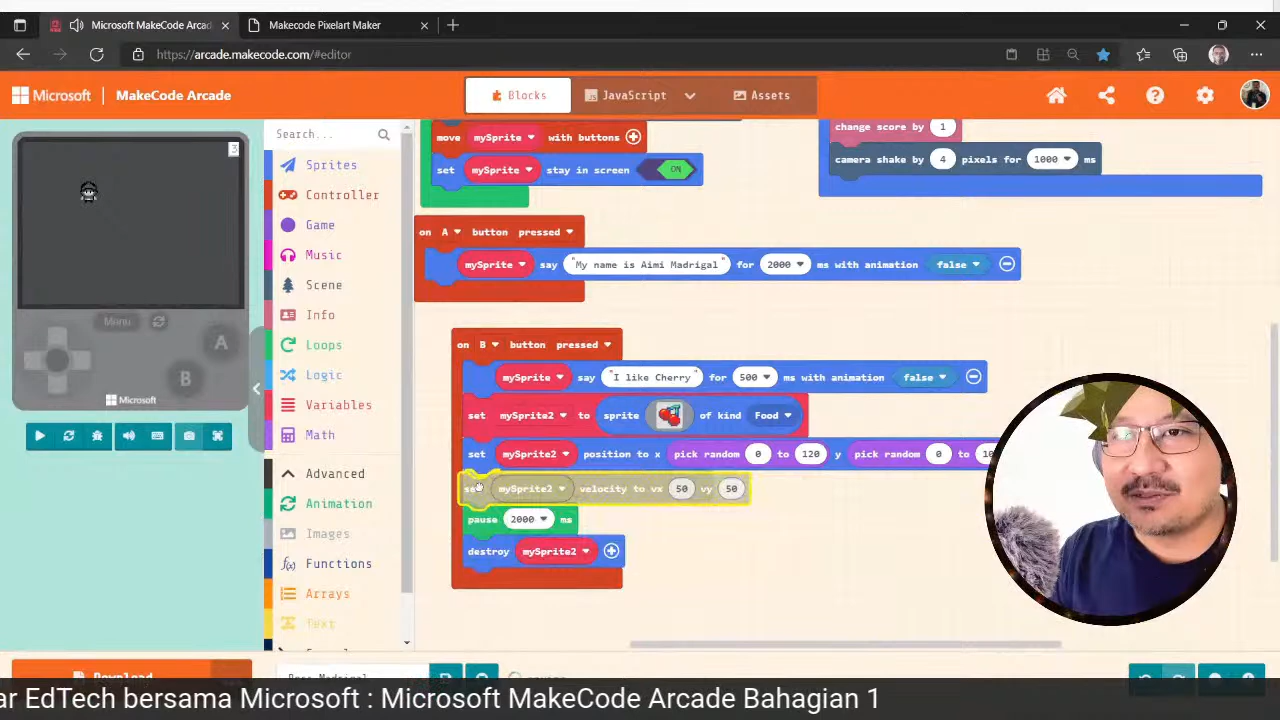 Microsoft MakeCode Arcad
Makecode Pixelart Maker
https://arcade.makecode.com/#editor
Microsoft
MakeCode Arcade
Blocks
JavaScript
Assets
3
Menu
A
B
Microsoft
Search...
Sprites
Controller
Game
Music
Scene
Info
Loops
Logic
Variables
Math
Advanced
Animation
Images
Functions
Arrays
Text
move mySprite with buttons
set mySprite stay in screen ON
change score by 1
camera shake by 4 pixels for 1000 ms
on A button pressed
mySprite say "My name is Aimi Madrigal" for 2000 ms with animation false
on B button pressed
mySprite say "I like Cherry" for 500 ms with animation false
set mySprite2 to sprite of kind Food
set mySprite2 position to x pick random 0 to 120 y pick random 0 to 10
set mySprite2 velocity to vx 50 vy 50
pause 2000 ms
destroy mySprite2
Download
ar EdTech bersama Microsoft : Microsoft MakeCode Arcade Bahagian 1